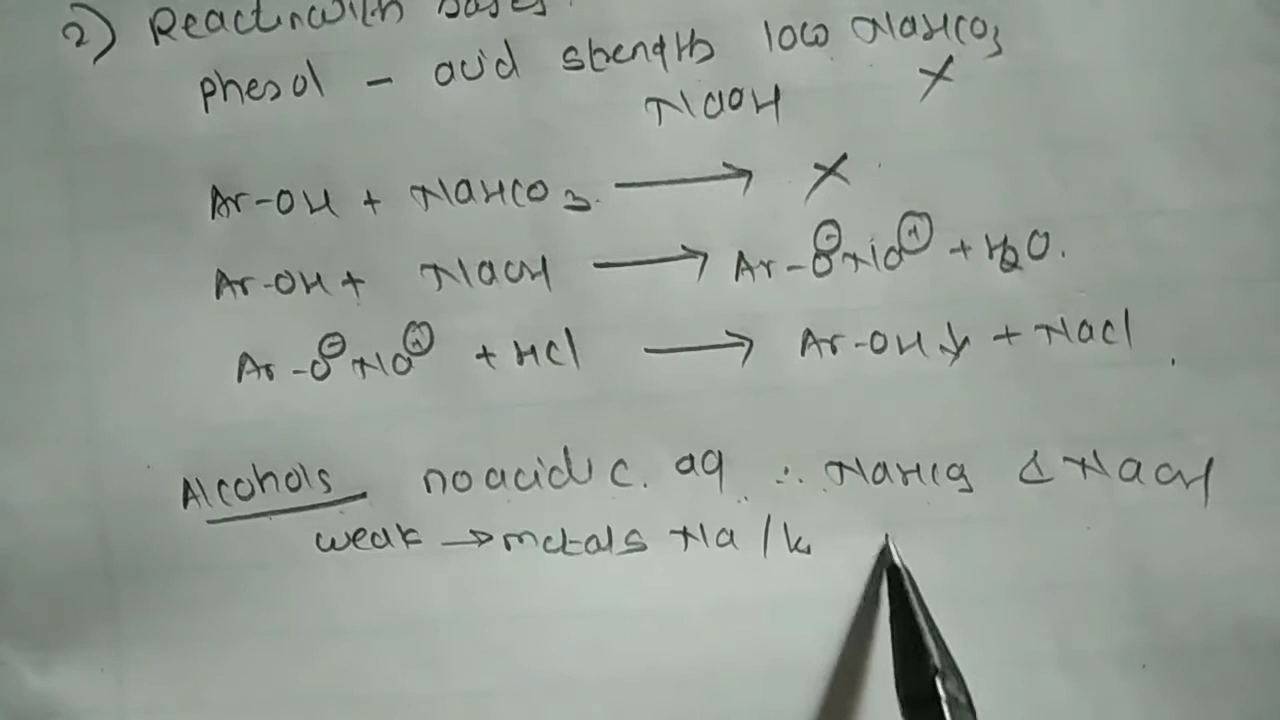 2) Reactn with bases
phenol - acid strength low NaHCO3
NaOH X
Ar-OH + NaHCO3 ⟶ X
Ar-OH + NaOH ⟶ Ar-O⊖Na⊕ + H2O.
Ar-O⊖Na⊕ + HCl ⟶ Ar-OH↓ + NaCl
Alcohols no acidic. aq ∴ NaHCO3 & NaOH
weak → metals Na / K